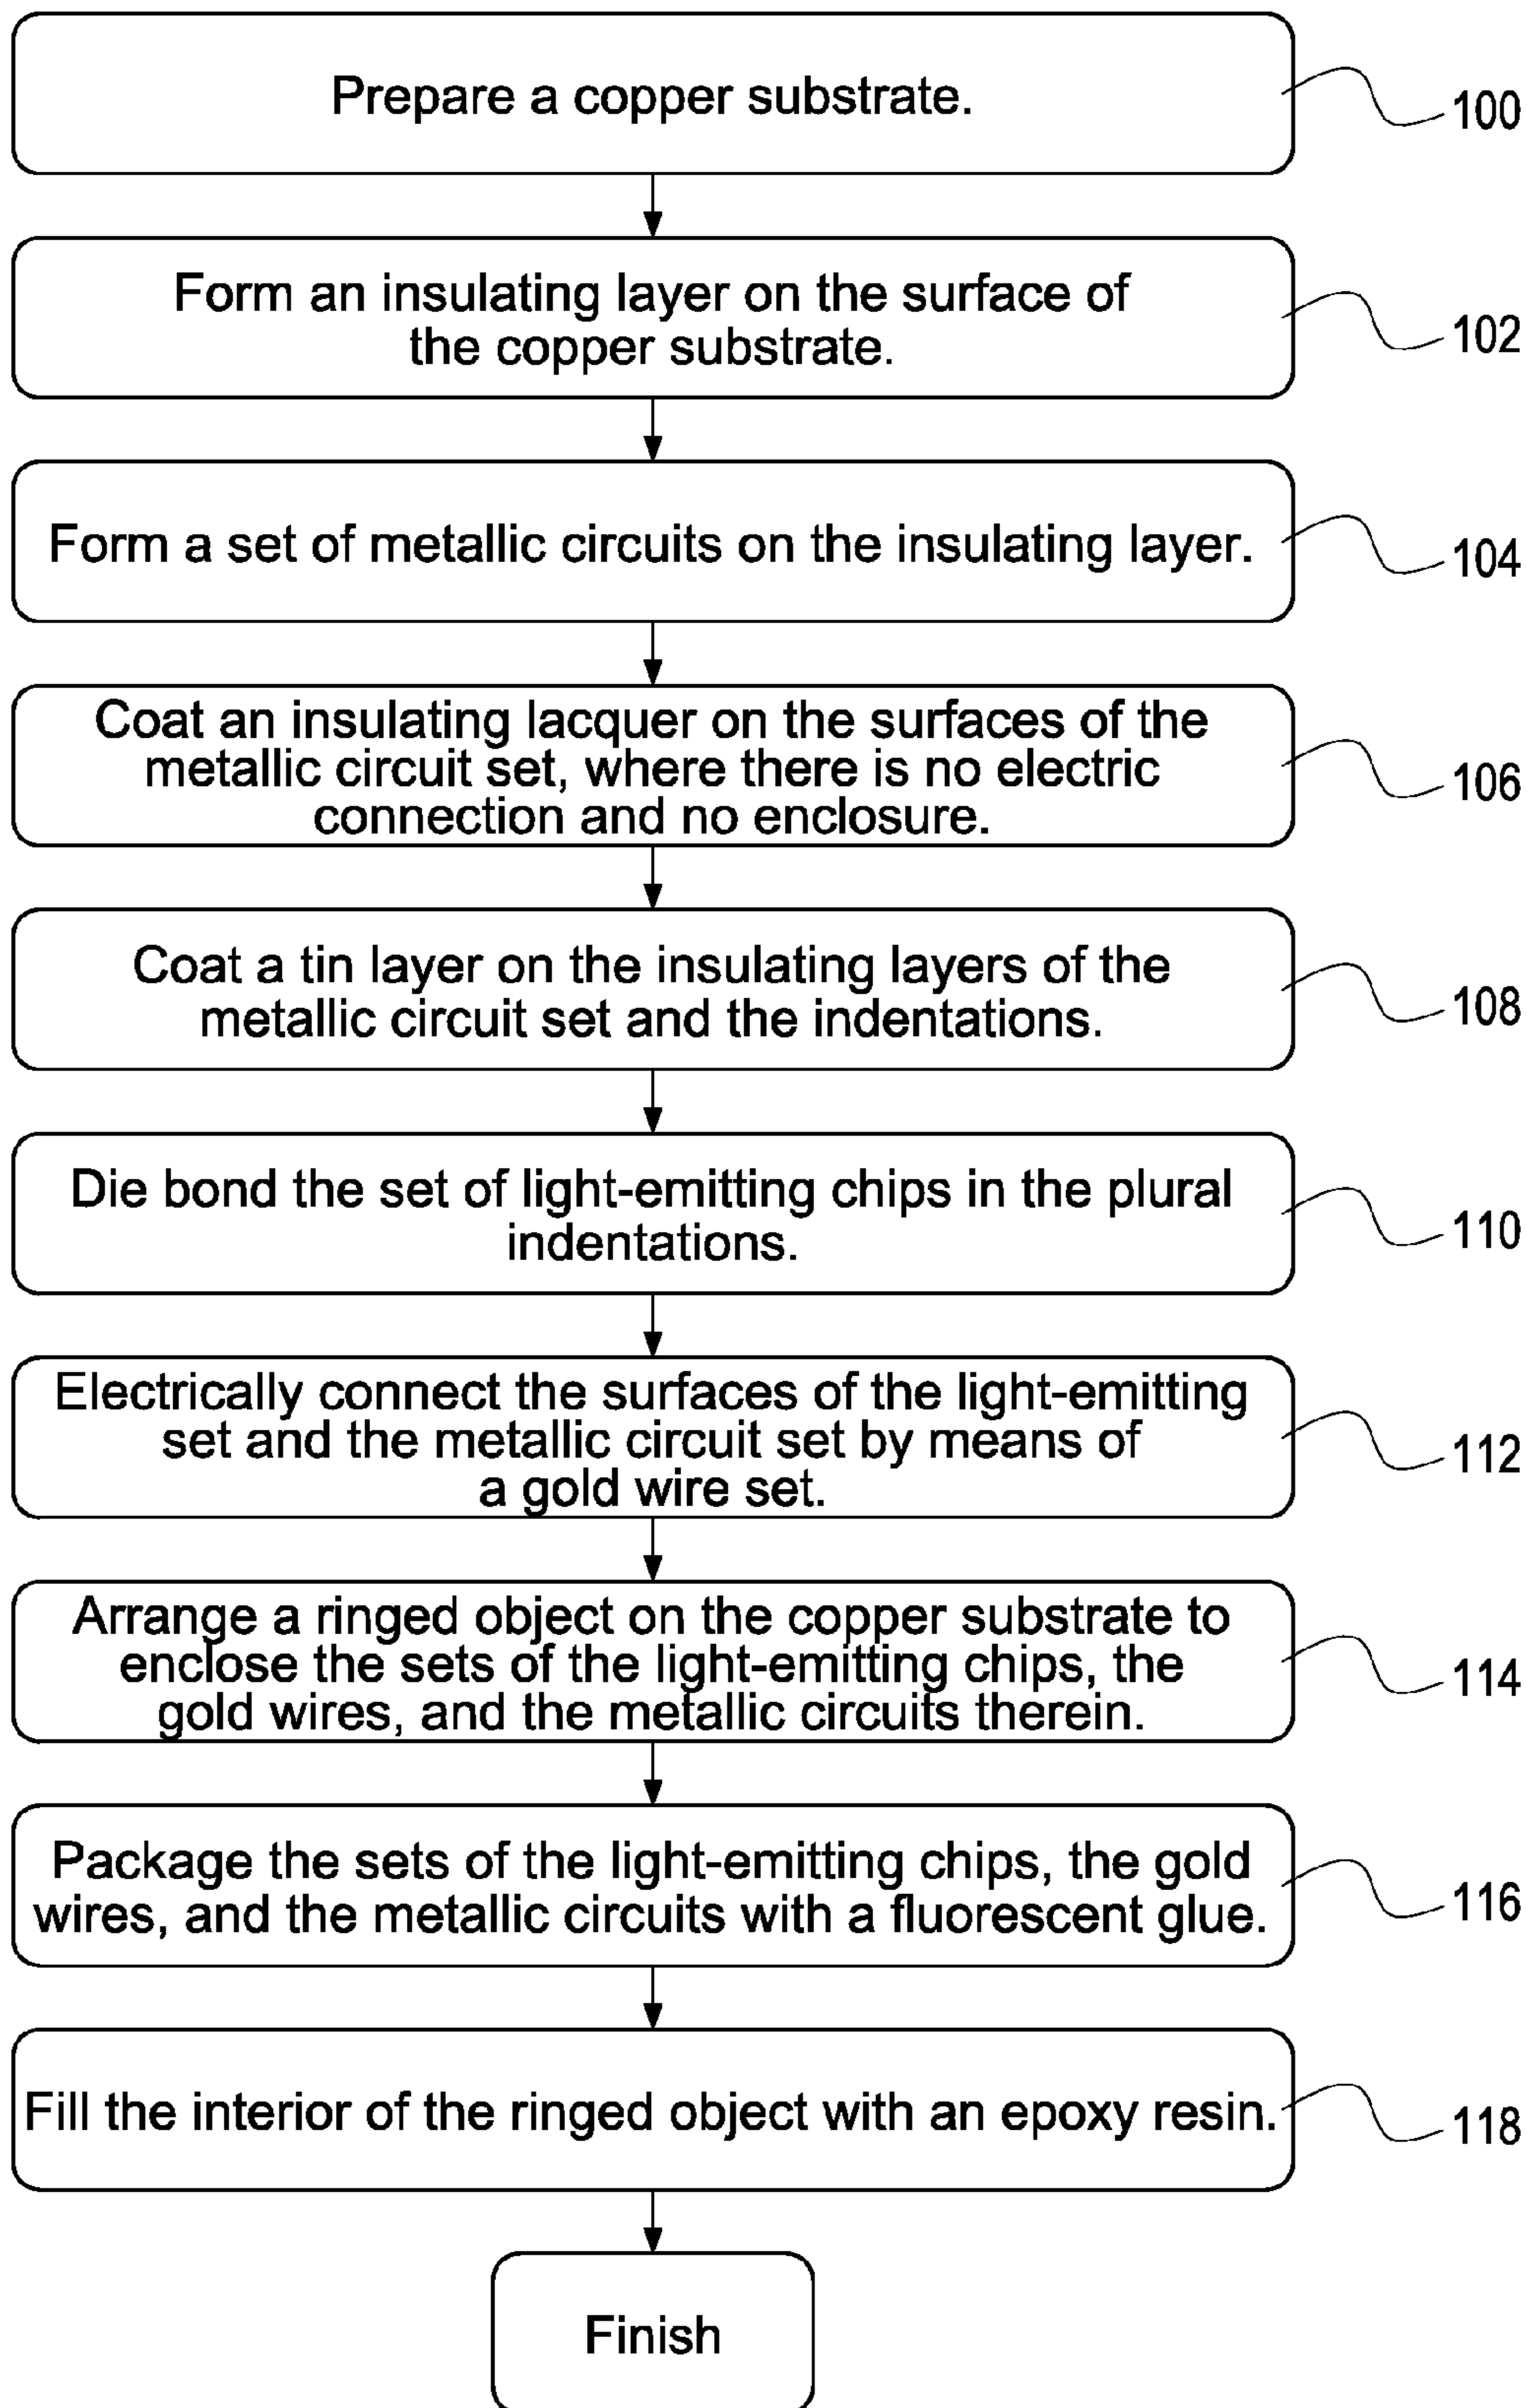 Prepare a copper substrate.
100
Form an insulating layer on the surface of
the copper substrate.
102
Form a set of metallic circuits on the insulating layer.
104
Coat an insulating lacquer on the surfaces of the
metallic circuit set, where there is no electric
connection and no enclosure.
106
Coat a tin layer on the insulating layers of the
metallic circuit set and the indentations.
108
Die bond the set of light-emitting chips in the plural
indentations.
110
Electrically connect the surfaces of the light-emitting
set and the metallic circuit set by means of
a gold wire set.
112
Arrange a ringed object on the copper substrate to
enclose the sets of the light-emitting chips, the
gold wires, and the metallic circuits therein.
114
Package the sets of the light-emitting chips, the gold
wires, and the metallic circuits with a fluorescent glue.
116
Fill the interior of the ringed object with an epoxy resin.
118
Finish